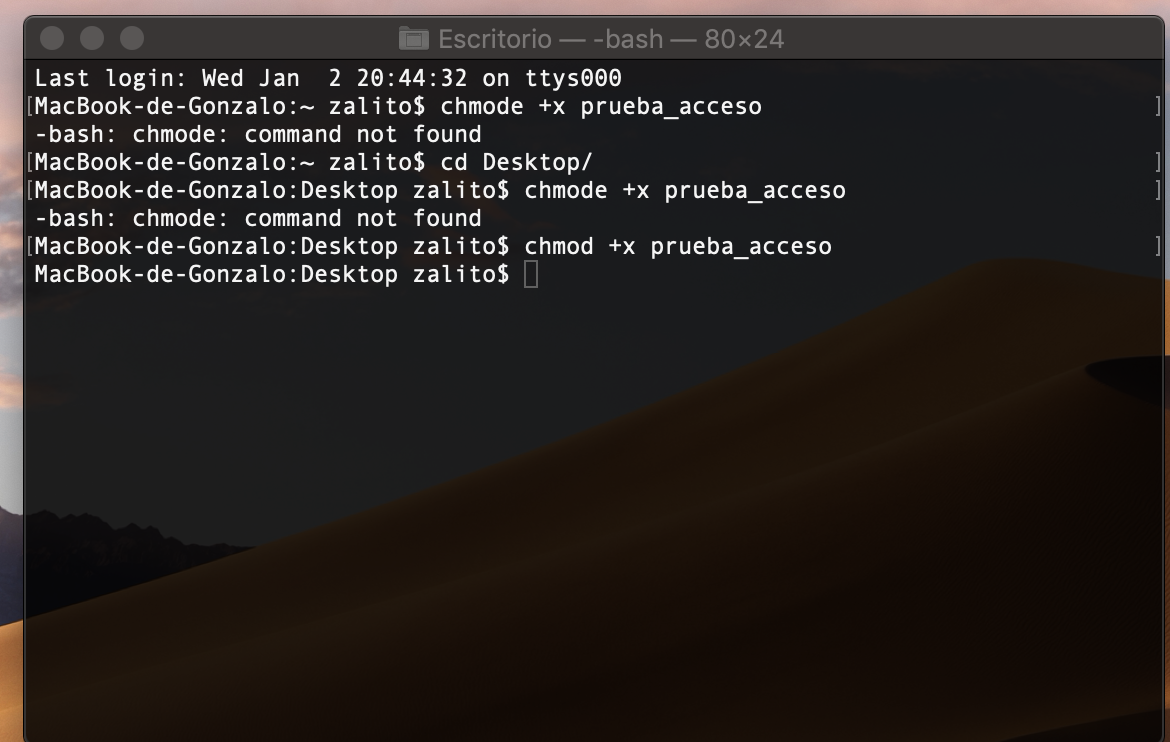 Escritorio — -bash — 80×24
Last login: Wed Jan  2 20:44:32 on ttys000
[MacBook-de-Gonzalo:~ zalito$ chmode +x prueba_acceso ]
-bash: chmode: command not found
[MacBook-de-Gonzalo:~ zalito$ cd Desktop/ ]
[MacBook-de-Gonzalo:Desktop zalito$ chmode +x prueba_acceso ]
-bash: chmode: command not found
[MacBook-de-Gonzalo:Desktop zalito$ chmod +x prueba_acceso ]
MacBook-de-Gonzalo:Desktop zalito$